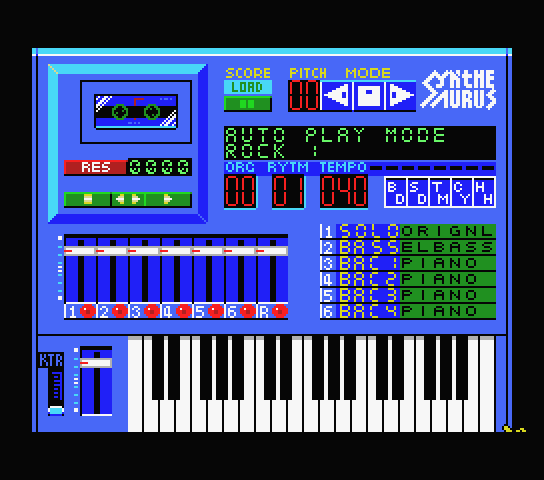 SCORE PITCH MODE
LOAD
SYNTHE
SAURUS
AUTO PLAY MODE
ROCK 1
ORG RYTM TEMPO
RES 0000
00 01 040
BD SD TM CY HH
1 SOLO ORIGNL
2 BASS ELBASS
3 BAC1 PIANO
4 BAC2 PIANO
5 BAC3 PIANO
6 BAC4 PIANO
1 2 3 4 5 6 R
KTR